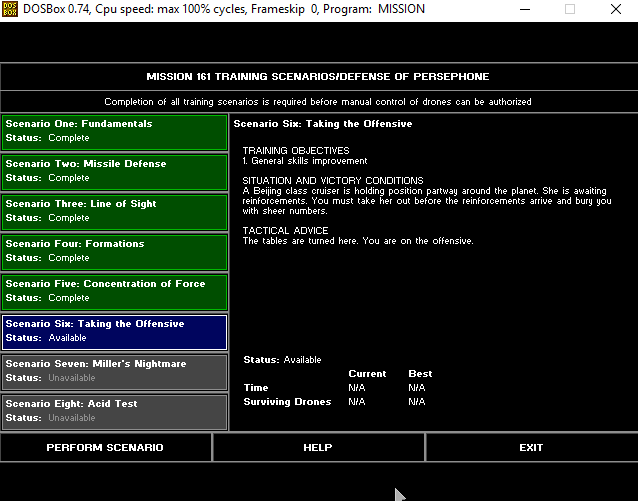 DOS BOX DOSBox 0.74, Cpu speed: max 100% cycles, Frameskip 0, Program: MISSION
MISSION 161 TRAINING SCENARIOS/DEFENSE OF PERSEPHONE
Completion of all training scenarios is required before manual control of drones can be authorized
Scenario One: Fundamentals
Status: Complete
Scenario Two: Missile Defense
Status: Complete
Scenario Three: Line of Sight
Status: Complete
Scenario Four: Formations
Status: Complete
Scenario Five: Concentration of Force
Status: Complete
Scenario Six: Taking the Offensive
Status: Available
Scenario Seven: Miller's Nightmare
Status: Unavailable
Scenario Eight: Acid Test
Status: Unavailable
Scenario Six: Taking the Offensive
TRAINING OBJECTIVES
1. General skills improvement
SITUATION AND VICTORY CONDITIONS
A Beijing class cruiser is holding position partway around the planet. She is awaiting
reinforcements. You must take her out before the reinforcements arrive and bury you
with sheer numbers.
TACTICAL ADVICE
The tables are turned here. You are on the offensive.
Status: Available
Current Best
Time N/A N/A
Surviving Drones N/A N/A
PERFORM SCENARIO HELP EXIT